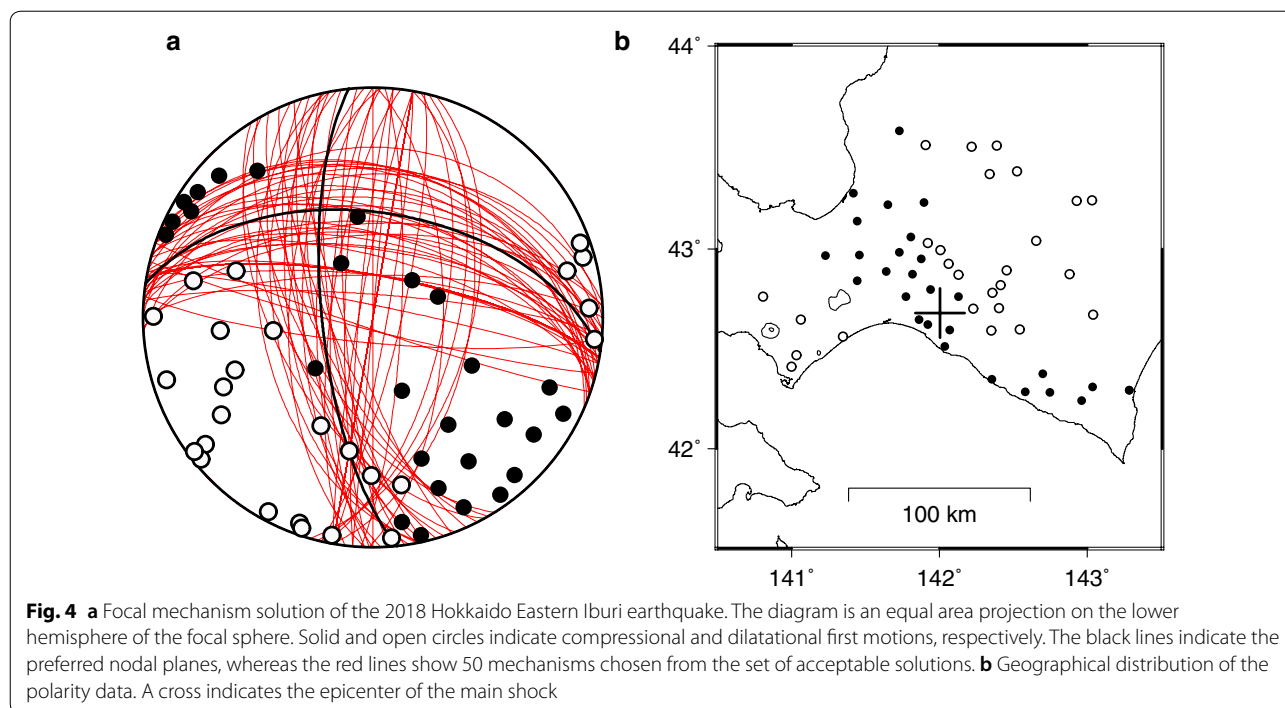 a
b
44˚
43˚
42˚
100 km
141˚ 142˚ 143˚
Fig. 4 a Focal mechanism solution of the 2018 Hokkaido Eastern Iburi earthquake. The diagram is an equal area projection on the lower
hemisphere of the focal sphere. Solid and open circles indicate compressional and dilatational first motions, respectively. The black lines indicate the
preferred nodal planes, whereas the red lines show 50 mechanisms chosen from the set of acceptable solutions. b Geographical distribution of the
polarity data. A cross indicates the epicenter of the main shock